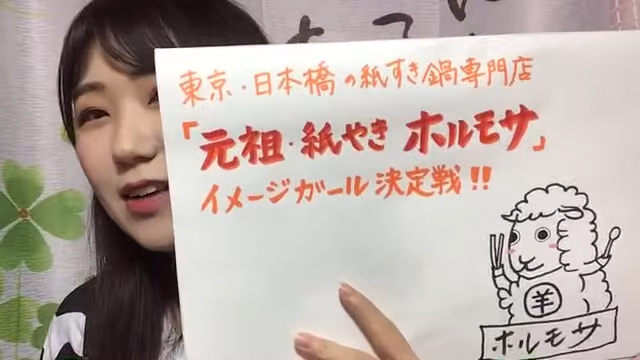 東京・日本橋の紙すき鍋専門店
「元祖・紙やき ホルモサ」
イメージガール決定戦!!
羊
ホルモサ